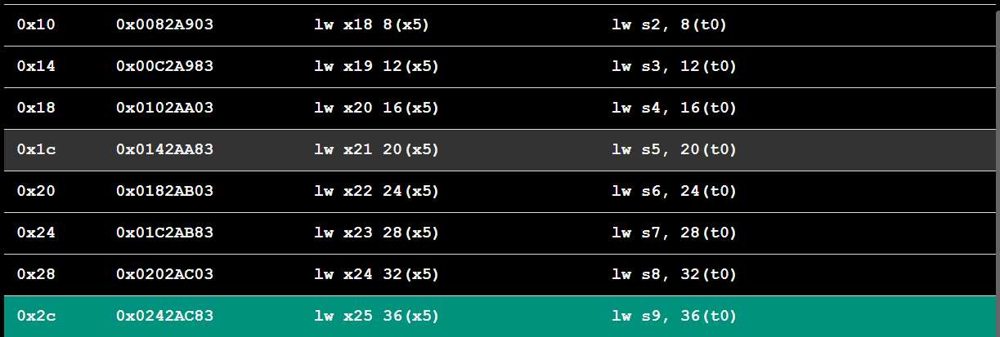 0x10 0x0082A903 lw x18 8(x5) lw s2, 8(t0)
0x14 0x00C2A983 lw x19 12(x5) lw s3, 12(t0)
0x18 0x0102AA03 lw x20 16(x5) lw s4, 16(t0)
0x1c 0x0142AA83 lw x21 20(x5) lw s5, 20(t0)
0x20 0x0182AB03 lw x22 24(x5) lw s6, 24(t0)
0x24 0x01C2AB83 lw x23 28(x5) lw s7, 28(t0)
0x28 0x0202AC03 lw x24 32(x5) lw s8, 32(t0)
0x2c 0x0242AC83 lw x25 36(x5) lw s9, 36(t0)